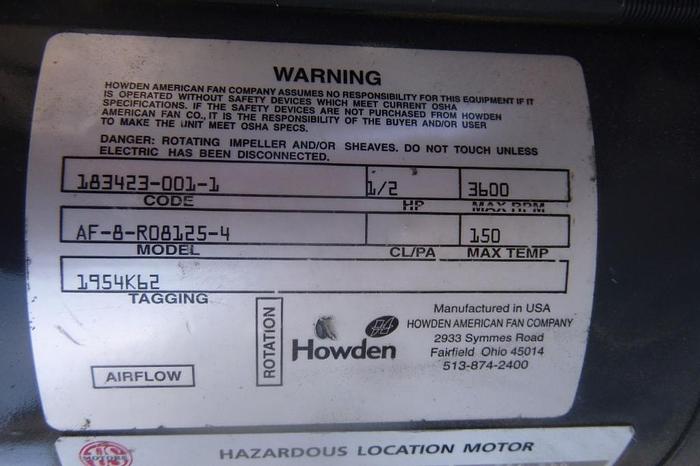 WARNING
HOWDEN AMERICAN FAN COMPANY ASSUMES NO RESPONSIBILITY FOR THIS EQUIPMENT IF IT
IS OPERATED WITHOUT SAFETY DEVICES WHICH MEET CURRENT OSHA
SPECIFICATIONS. IF THE SAFETY DEVICES ARE NOT PURCHASED FROM HOWDEN
AMERICAN FAN CO., IT IS THE RESPONSIBILITY OF THE BUYER AND/OR USER
TO MAKE THE UNIT MEET OSHA SPECS.
DANGER: ROTATING IMPELLER AND/OR SHEAVES. DO NOT TOUCH UNLESS
ELECTRIC HAS BEEN DISCONNECTED.
183423-001-1 1/2 3600
CODE HP MAX RPM
AF-8-R08125-4 150
MODEL CL/PA MAX TEMP
1954K62
TAGGING
AIRFLOW
ROTATION
Howden
Manufactured in USA
HOWDEN AMERICAN FAN COMPANY
2933 Symmes Road
Fairfield Ohio 45014
513-874-2400
US
MOTORS
HAZARDOUS LOCATION MOTOR